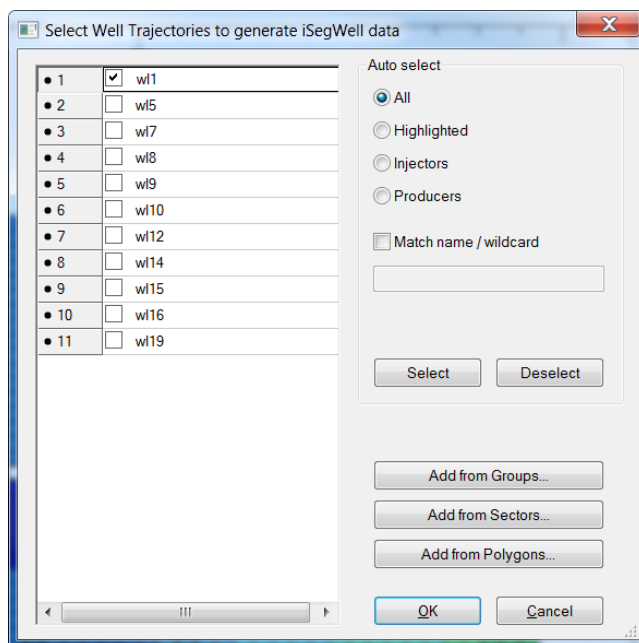 Select Well Trajectories to generate iSegWell data
1 wl1
2 wl5
3 wl7
4 wl8
5 wl9
6 wl10
7 wl12
8 wl14
9 wl15
10 wl16
11 wl19
Auto select
All
Highlighted
Injectors
Producers
Match name / wildcard
Select Deselect
Add from Groups...
Add from Sectors...
Add from Polygons...
OK Cancel